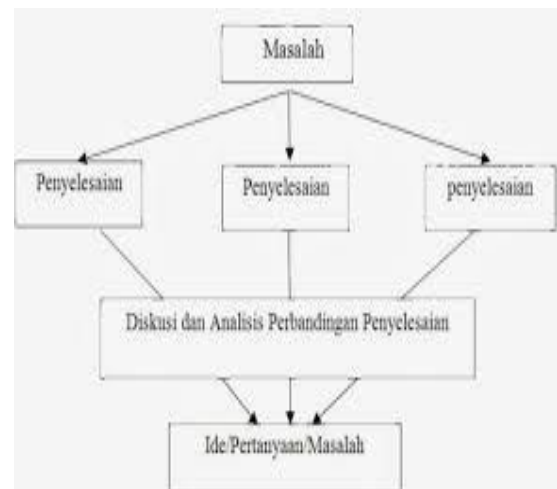 Masalah
Penyelesaian
Penyelesaian
penyelesaian
Diskusi dan Analisis Perbandingan Penyelesaian
Ide/Pertanyaan/Masalah